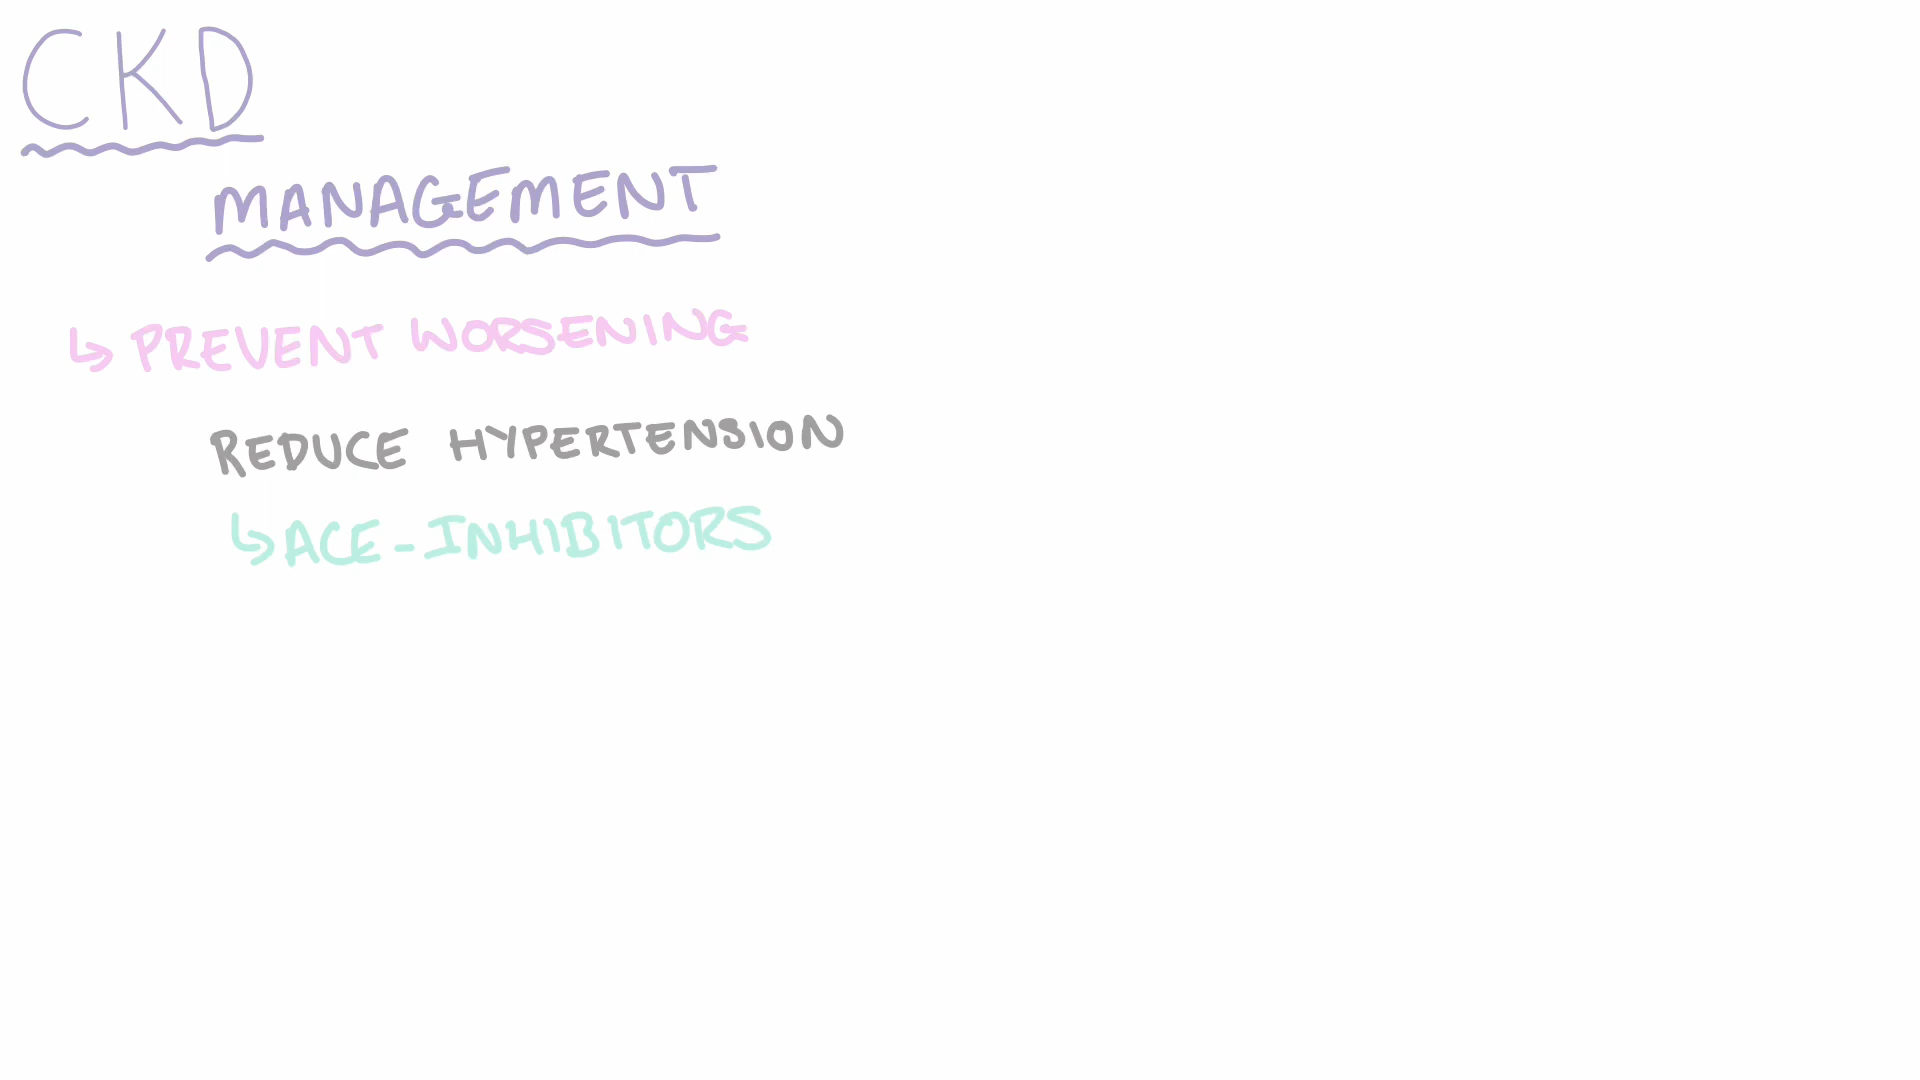 CKD
MANAGEMENT
↳ PREVENT WORSENING
REDUCE HYPERTENSION
↳ ACE-INHIBITORS